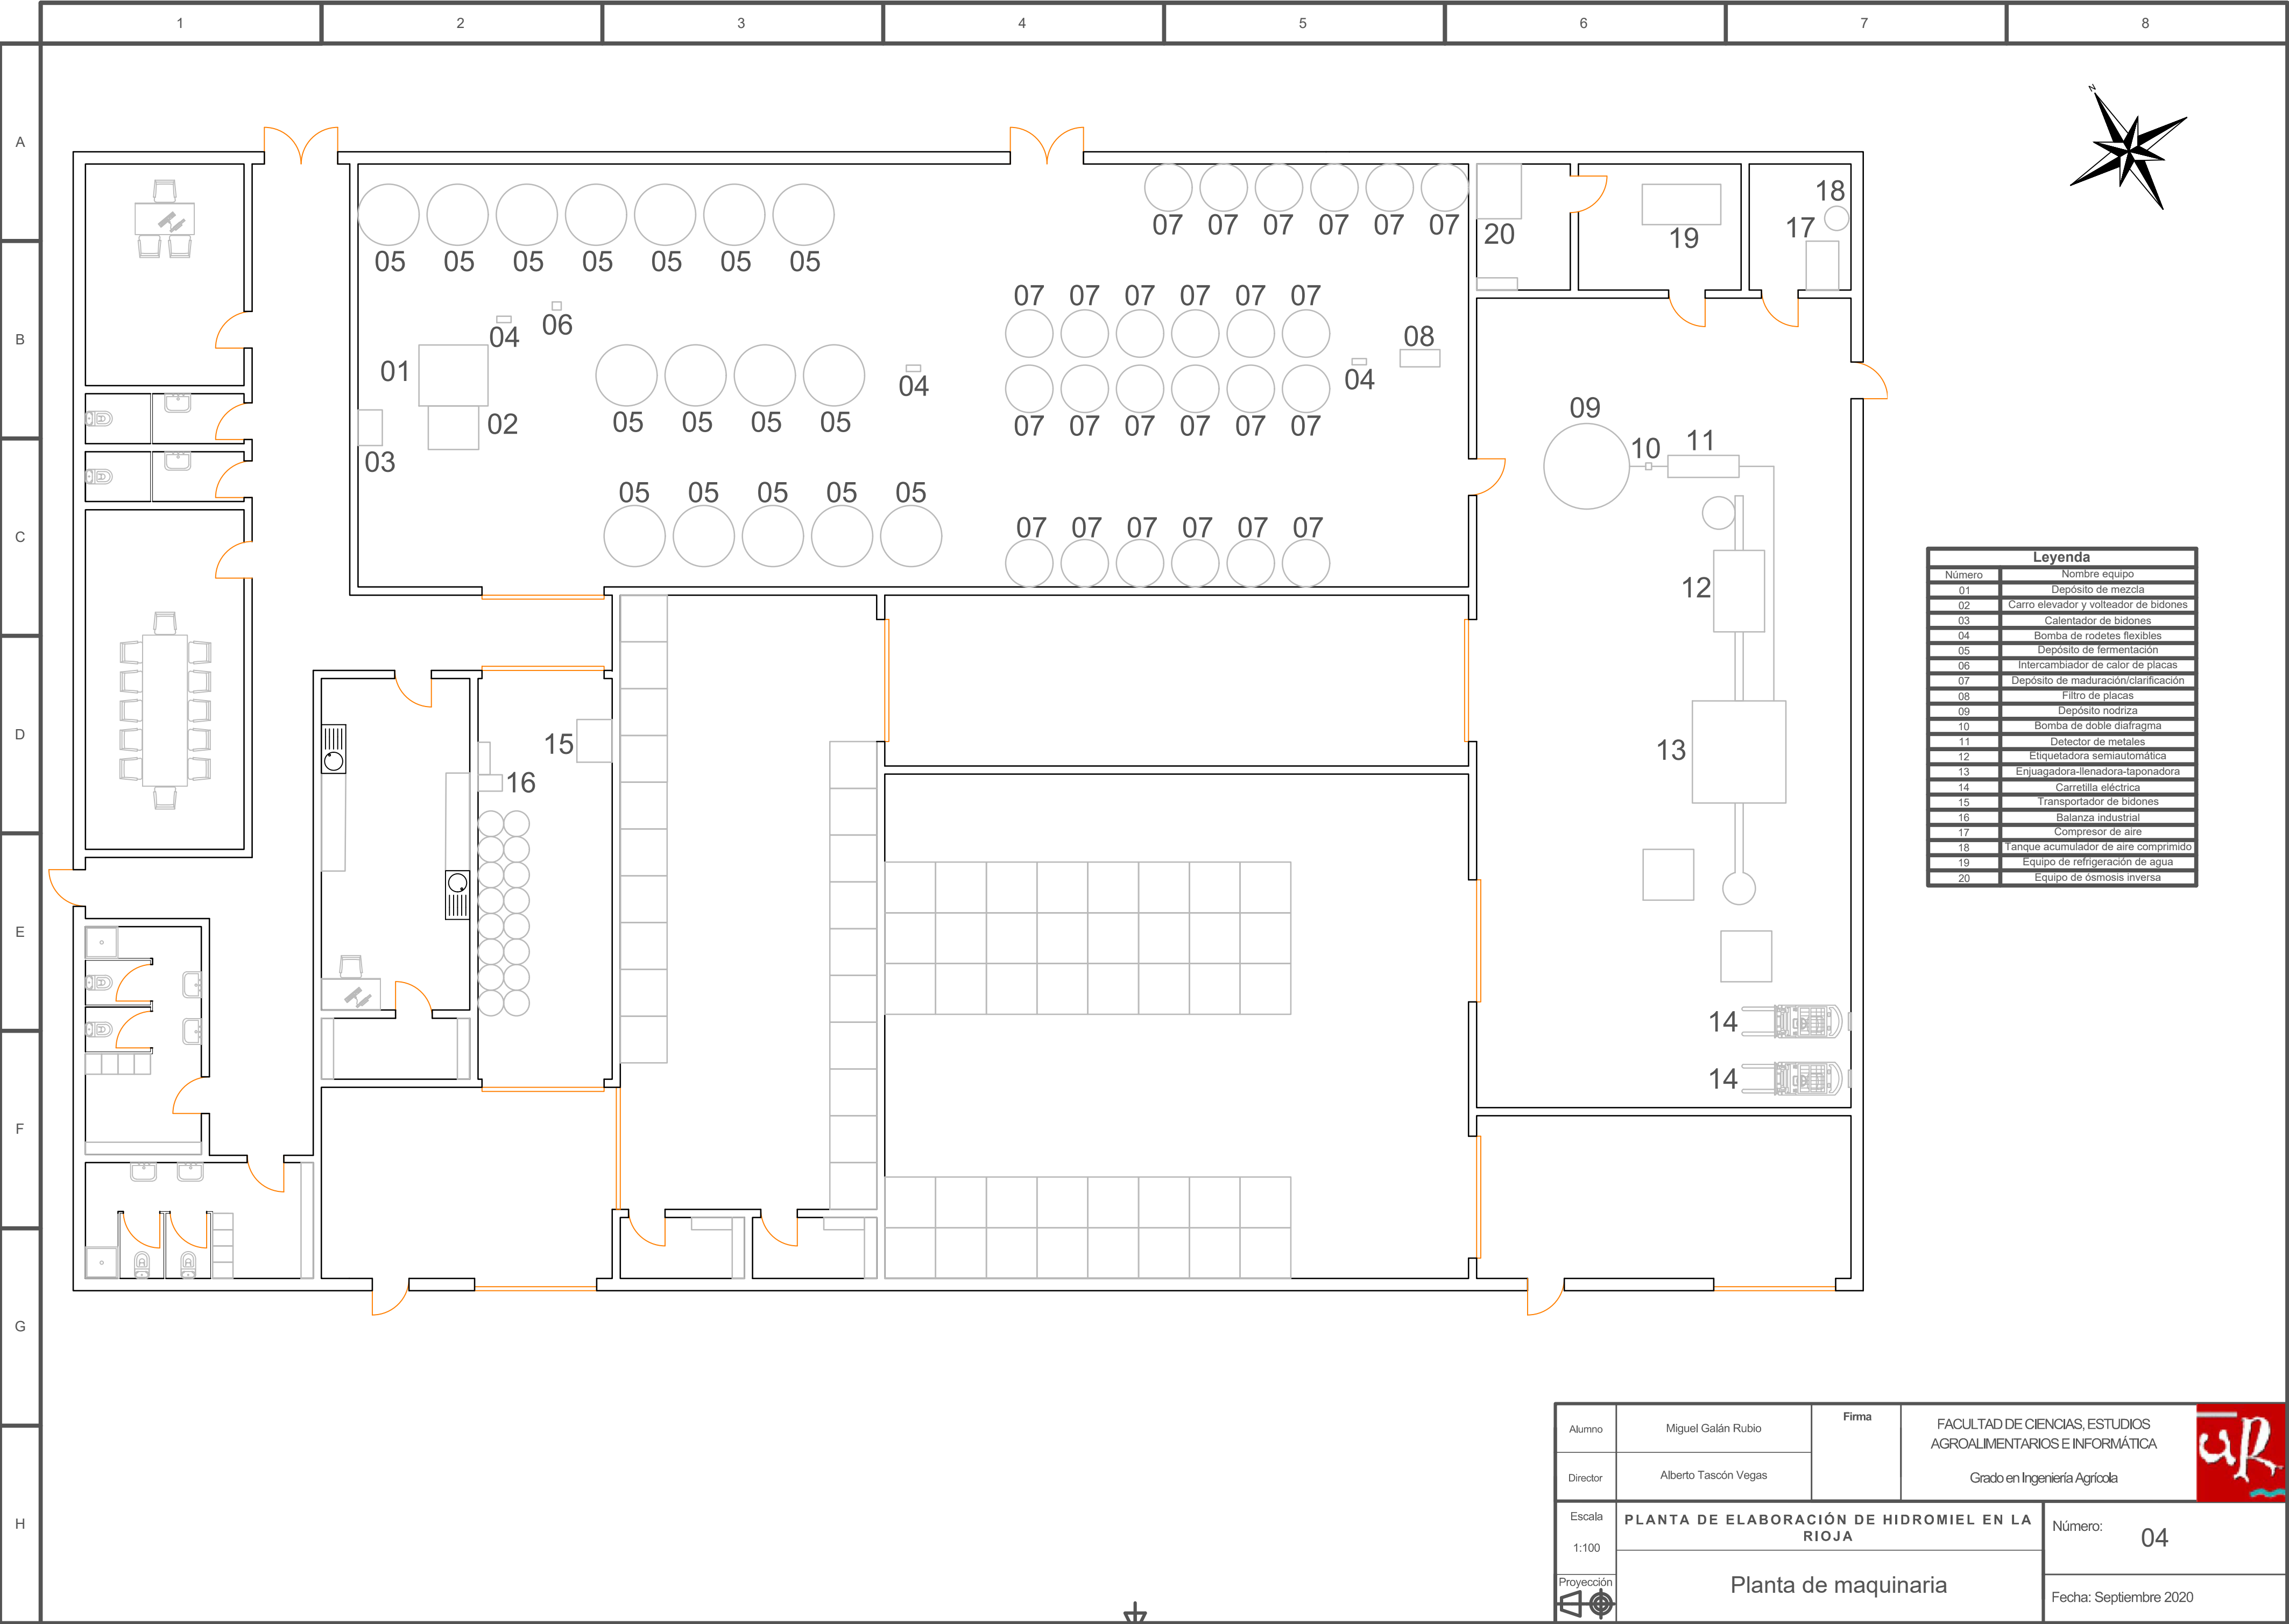 1 2 3 4 5 6 7 8
A
B
C
D
E
F
G
H
N
18
07 07 07 07 07 07
17
20
19
05 05 05 05 05 05 05
07 07 07 07 07 07
06
04
08
01
04
04
02
05 05 05 05
07 07 07 07 07 07
09
10
11
03
05 05 05 05 05
07 07 07 07 07 07
12
15
13
16
14
14
Leyenda
Número Nombre equipo
01 Depósito de mezcla
02 Carro elevador y volteador de bidones
03 Calentador de bidones
04 Bomba de rodetes flexibles
05 Depósito de fermentación
06 Intercambiador de calor de placas
07 Depósito de maduración/clarificación
08 Filtro de placas
09 Depósito nodriza
10 Bomba de doble diafragma
11 Detector de metales
12 Etiquetadora semiautomática
13 Enjuagadora-llenadora-taponadora
14 Carretilla eléctrica
15 Transportador de bidones
16 Balanza industrial
17 Compresor de aire
18 Tanque acumulador de aire comprimido
19 Equipo de refrigeración de agua
20 Equipo de ósmosis inversa
Alumno Miguel Galán Rubio
Director Alberto Tascón Vegas
Firma
FACULTAD DE CIENCIAS, ESTUDIOS
AGROALIMENTARIOS E INFORMÁTICA
Grado en Ingeniería Agrícola
UR
Escala
1:100
PLANTA DE ELABORACIÓN DE HIDROMIEL EN LA
RIOJA
Número: 04
Proyección
Planta de maquinaria
Fecha: Septiembre 2020